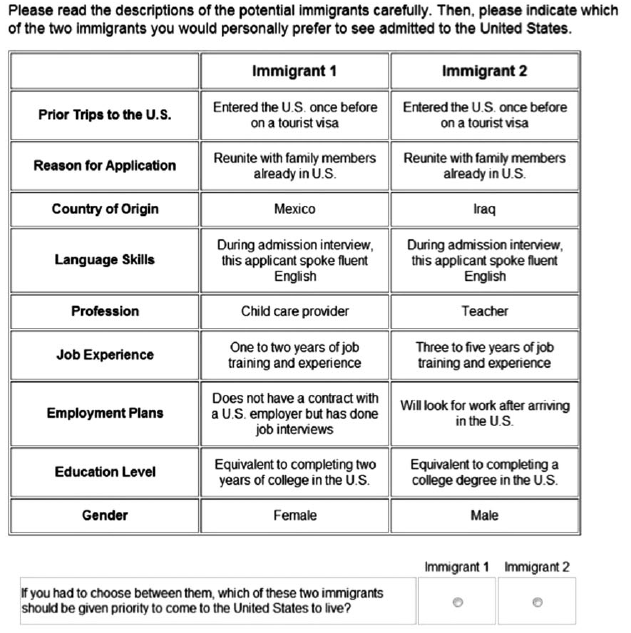 Please read the descriptions of the potential immigrants carefully. Then, please indicate which
of the two immigrants you would personally prefer to see admitted to the United States.
Immigrant 1
Immigrant 2
Prior Trips to the U.S.
Entered the U.S. once before
on a tourist visa
Entered the U.S. once before
on a tourist visa
Reason for Application
Reunite with family members
already in U.S.
Reunite with family members
already in U.S.
Country of Origin
Mexico
Iraq
Language Skills
During admission interview,
this applicant spoke fluent
English
During admission interview,
this applicant spoke fluent
English
Profession
Child care provider
Teacher
Job Experience
One to two years of job
training and experience
Three to five years of job
training and experience
Employment Plans
Does not have a contract with
a U.S. employer but has done
job interviews
Will look for work after arriving
in the U.S.
Education Level
Equivalent to completing two
years of college in the U.S.
Equivalent to completing a
college degree in the U.S.
Gender
Female
Male
Immigrant 1
Immigrant 2
If you had to choose between them, which of these two immigrants
should be given priority to come to the United States to live?